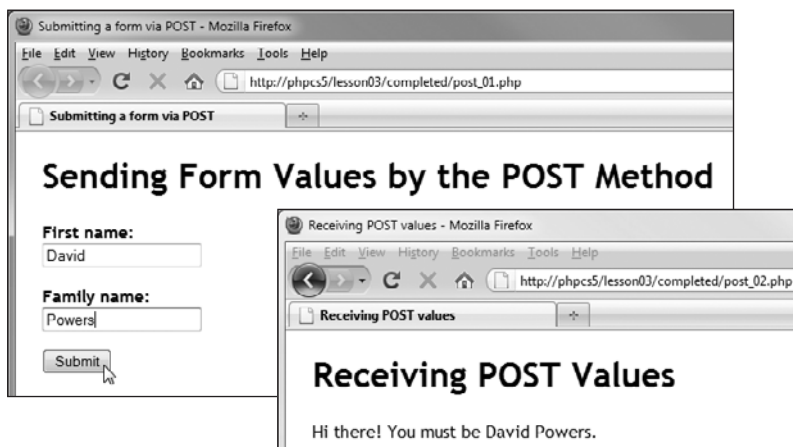 Submitting a form via POST - Mozilla Firefox
File Edit View History Bookmarks Tools Help
http://phpcs5/lesson03/completed/post_01.php
Submitting a form via POST
Sending Form Values by the POST Method
First name:
David
Family name:
Powers
Submit
Receiving POST values - Mozilla Firefox
File Edit View History Bookmarks Tools Help
http://phpcs5/lesson03/completed/post_02.php
Receiving POST values
Receiving POST Values
Hi there! You must be David Powers.